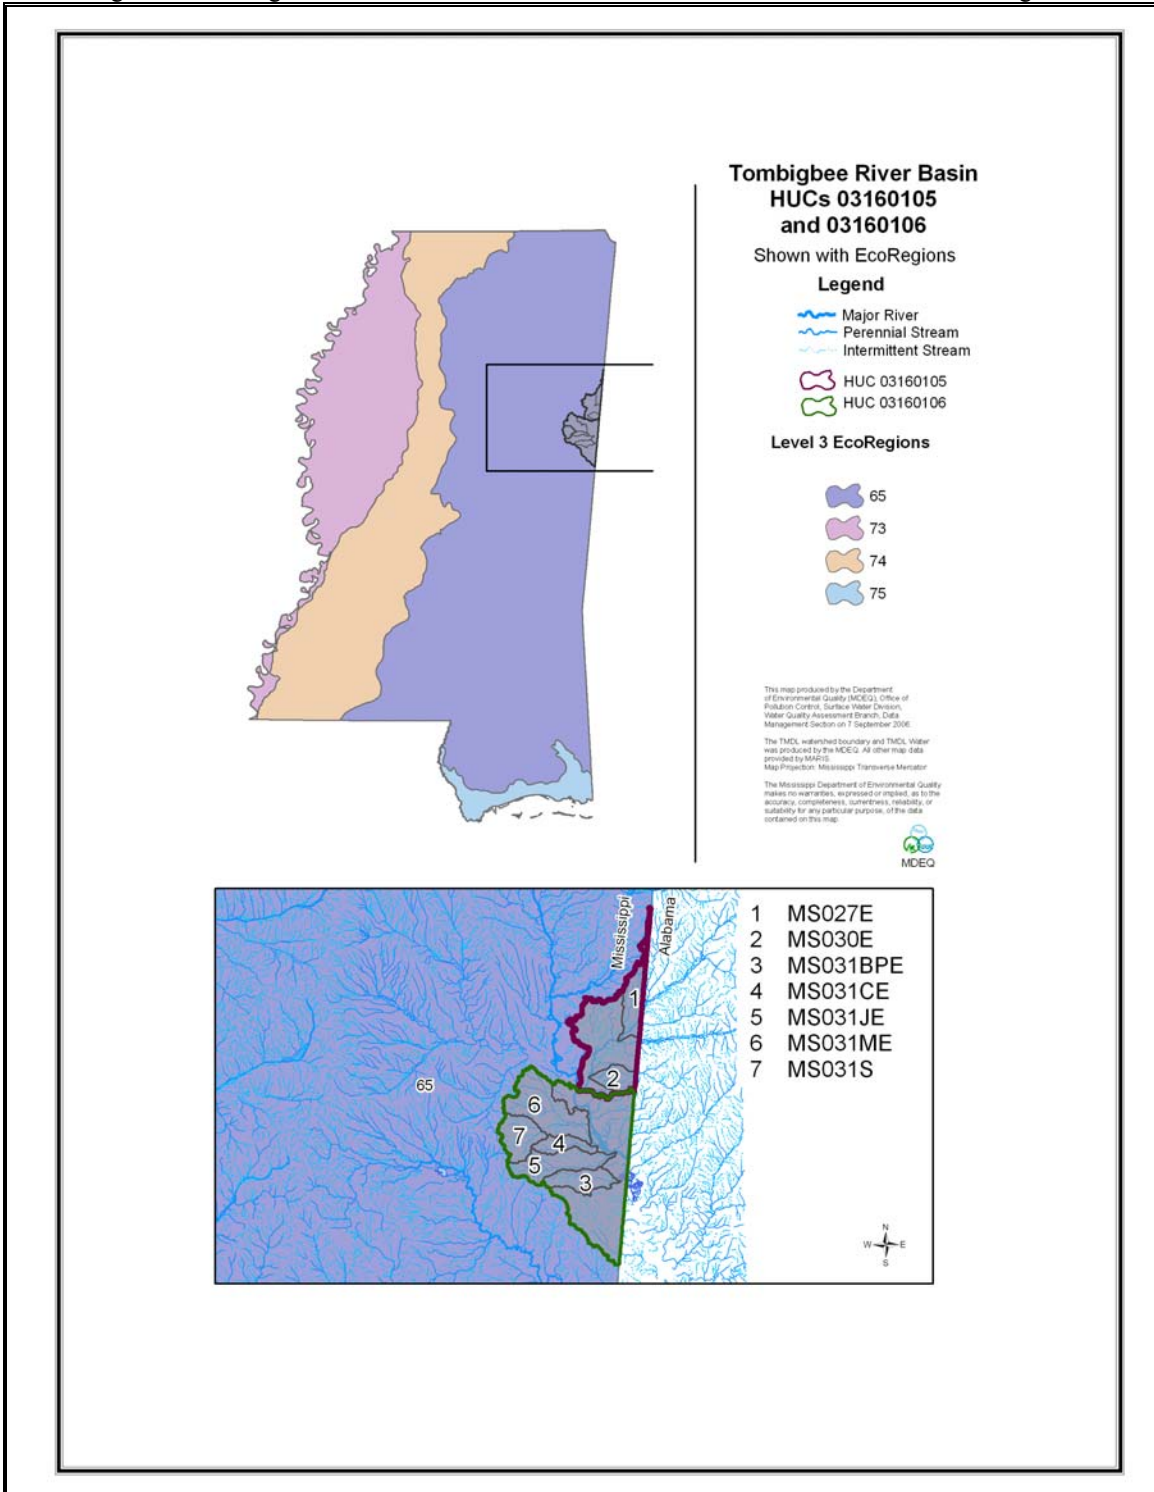 Tombigbee River Basin
HUCs 03160105
and 03160106
Shown with EcoRegions
Legend
Major River
Perennial Stream
Intermittent Stream
HUC 03160105
HUC 03160106
Level 3 EcoRegions
65
73
74
75
This map produced by the Department
of Environmental Quality (MDEQ), Office of
Pollution Control, Surface Water Division,
Water Quality Assessment Branch, Data
Management Section on 7 September 2006.
The TMDL watershed boundary and TMDL Water
was produced by the MDEQ. All other map data
provided by MARIS.
Map Projection: Mississippi Transverse Mercator
The Mississippi Department of Environmental Quality
makes no warranties, expressed or implied, as to the
accuracy, completeness, currentness, reliability, or
suitability for any particular purpose, of the data
contained on this map.
MDEQ
Mississippi
Alabama
1 MS027E
2 MS030E
3 MS031BPE
4 MS031CE
5 MS031JE
6 MS031ME
7 MS031S
1
65
2
6
7
4
5
3
N
W E
S